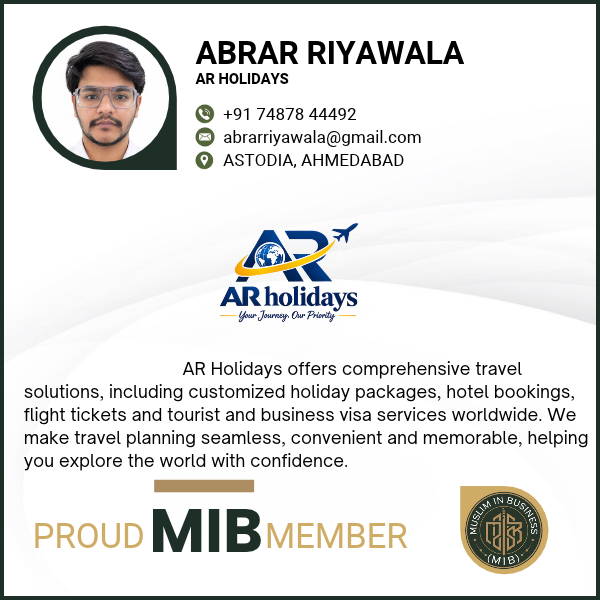 ABRAR RIYAWALA
AR HOLIDAYS
+91 74878 44492
abrarriyawala@gmail.com
ASTODIA, AHMEDABAD
AR
AR holidays
Your Journey, Our Priority
AR Holidays offers comprehensive travel
solutions, including customized holiday packages, hotel bookings,
flight tickets and tourist and business visa services worldwide. We
make travel planning seamless, convenient and memorable, helping
you explore the world with confidence.
PROUD MIB MEMBER
MUSLIM IN BUSINESS
(MIB)